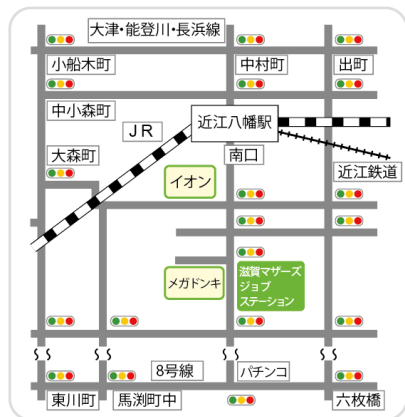 大津・能登川・長浜線
小船木町
中村町
出町
中小森町
JR
近江八幡駅
大森町
南口
近江鉄道
イオン
メガドンキ
滋賀マザーズ
ジョブ
ステーション
8号線
パチンコ
東川町
馬渕町中
六枚橋